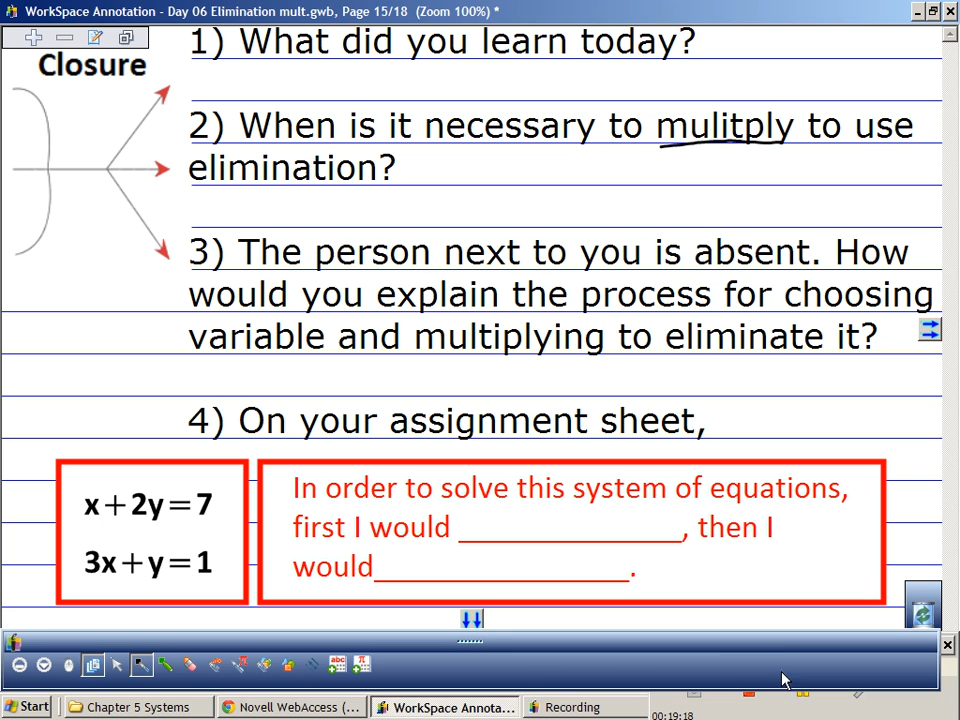 WorkSpace Annotation - Day 06 Elimination mult.gwb, Page 15/18 (Zoom 100%) *
Closure
1) What did you learn today?
2) When is it necessary to mulitply to use
elimination?
3) The person next to you is absent. How
would you explain the process for choosing
variable and multiplying to eliminate it?
4) On your assignment sheet,
x+2y=7
3x+y=1
In order to solve this system of equations,
first I would _______________, then I
would_________________.
abc
π
Start
Chapter 5 Systems
Novell WebAccess (...
WorkSpace Annota...
Recording
00:19:18